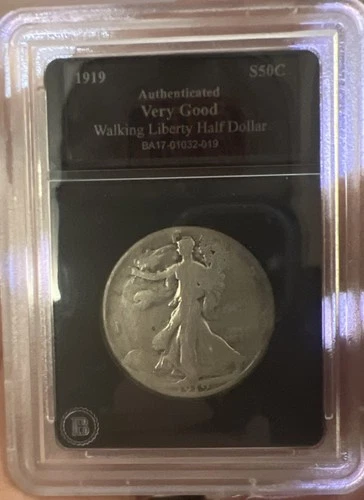 1919 S50C
Authenticated
Very Good
Walking Liberty Half Dollar
BA17-01032-019
B